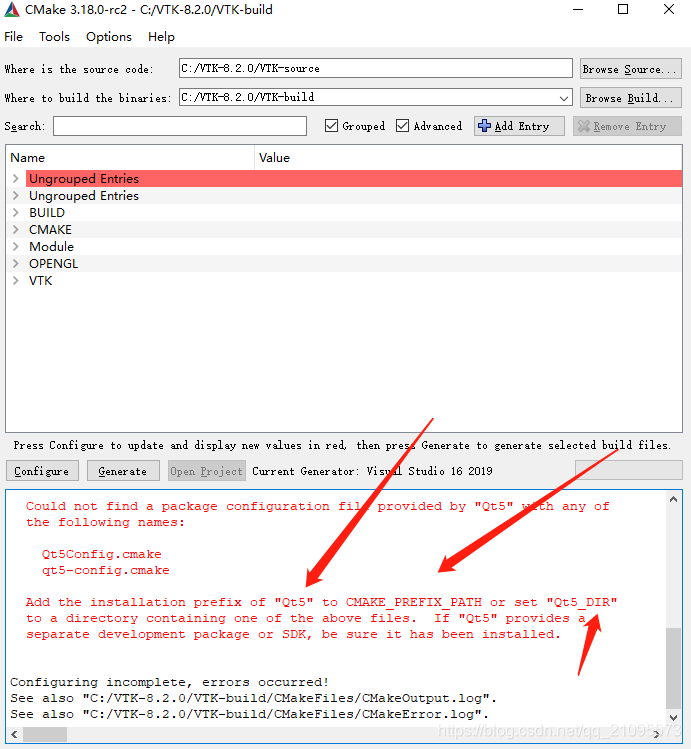 CMake 3.18.0-rc2 - C:/VTK-8.2.0/VTK-build
File Tools Options Help
Where is the source code: C:/VTK-8.2.0/VTK-source Browse Source...
Where to build the binaries: C:/VTK-8.2.0/VTK-build Browse Build...
Search: Grouped Advanced Add Entry Remove Entry
Name Value
Ungrouped Entries
Ungrouped Entries
BUILD
CMAKE
Module
OPENGL
VTK
Press Configure to update and display new values in red, then press Generate to generate selected build files.
Configure Generate Open Project Current Generator: Visual Studio 16 2019
Could not find a package configuration file provided by "Qt5" with any of
the following names:
Qt5Config.cmake
qt5-config.cmake
Add the installation prefix of "Qt5" to CMAKE_PREFIX_PATH or set "Qt5_DIR"
to a directory containing one of the above files.  If "Qt5" provides a
separate development package or SDK, be sure it has been installed.
Configuring incomplete, errors occurred!
See also "C:/VTK-8.2.0/VTK-build/CMakeFiles/CMakeOutput.log".
See also "C:/VTK-8.2.0/VTK-build/CMakeFiles/CMakeError.log".
https://blog.csdn.net/qq_21095573